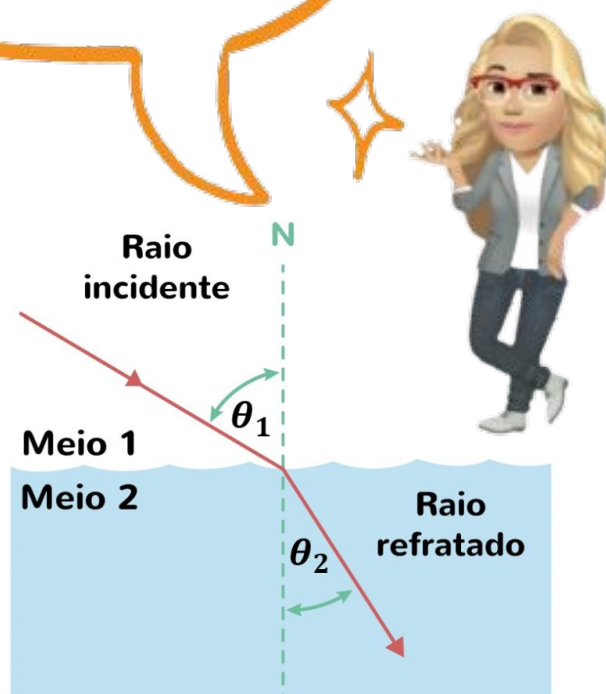 N
Raio
incidente
θ₁
Meio 1
Meio 2
Raio
refratado
θ₂